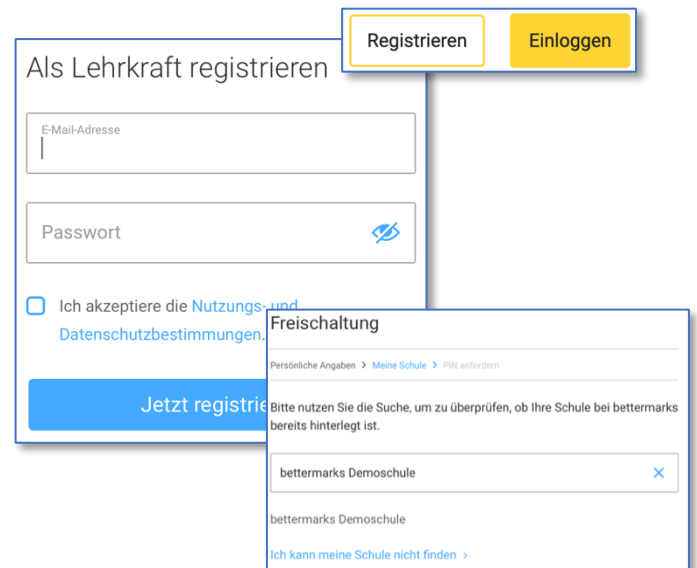 Registrieren Einloggen
Als Lehrkraft registrieren
E-Mail-Adresse
Passwort
Ich akzeptiere die Nutzungs- und
Datenschutzbestimmungen.
Jetzt registrie
Freischaltung
Persönliche Angaben > Meine Schule > PIN anfordern
Bitte nutzen Sie die Suche, um zu überprüfen, ob Ihre Schule bei bettermarks
bereits hinterlegt ist.
bettermarks Demoschule
bettermarks Demoschule
Ich kann meine Schule nicht finden >